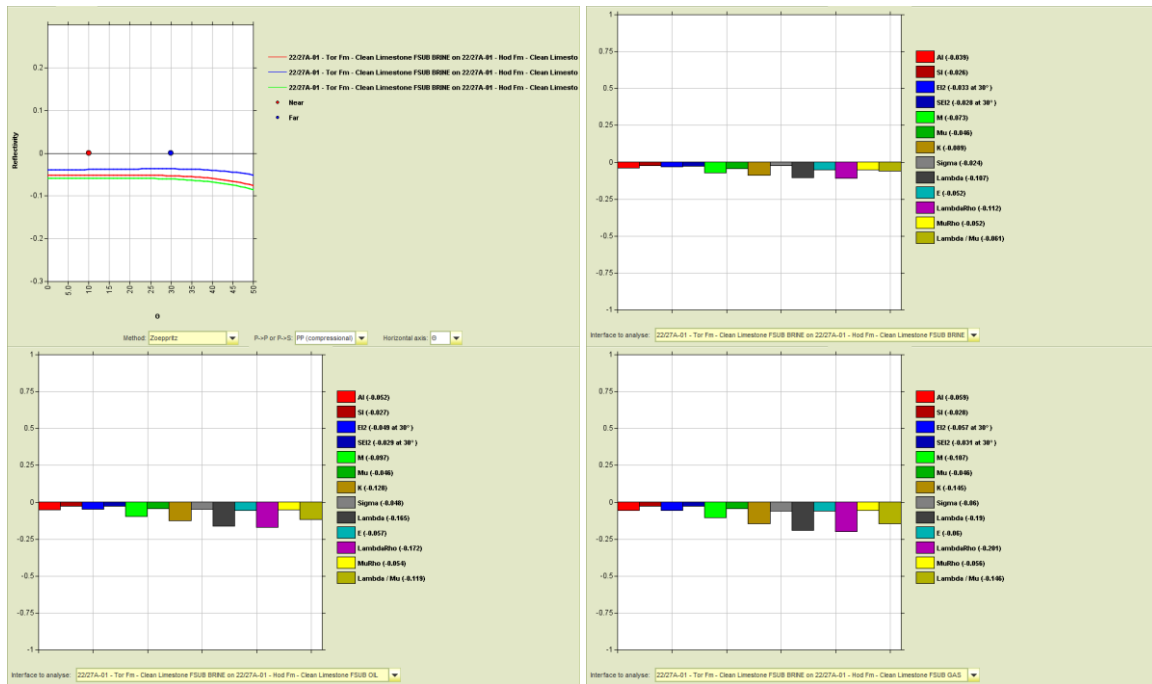 0.2
0.1
0
-0.1
-0.2
-0.3
Reflectivity
0
5.0
10
15
20
25
30
35
40
45
50
Θ
22/27A-01 - Tor Fm - Clean Limestone FSUB BRINE on 22/27A-01 - Hod Fm - Clean Limesto
22/27A-01 - Tor Fm - Clean Limestone FSUB BRINE on 22/27A-01 - Hod Fm - Clean Limesto
22/27A-01 - Tor Fm - Clean Limestone FSUB BRINE on 22/27A-01 - Hod Fm - Clean Limesto
Near
Far
Method: Zoeppritz P->P or P->S: PP (compressional) Horizontal axis: Θ
1
0.75
0.5
0.25
0
-0.25
-0.5
-0.75
-1
AI (-0.039)
SI (-0.026)
EI2 (-0.033 at 30°)
SEI2 (-0.028 at 30°)
M (-0.073)
Mu (-0.046)
K (-0.089)
Sigma (-0.024)
Lambda (-0.107)
E (-0.052)
LambdaRho (-0.112)
MuRho (-0.052)
Lambda / Mu (-0.061)
Interface to analyse: 22/27A-01 - Tor Fm - Clean Limestone FSUB BRINE on 22/27A-01 - Hod Fm - Clean Limestone FSUB BRINE
1
0.75
0.5
0.25
0
-0.25
-0.5
-0.75
-1
AI (-0.052)
SI (-0.027)
EI2 (-0.049 at 30°)
SEI2 (-0.029 at 30°)
M (-0.097)
Mu (-0.046)
K (-0.128)
Sigma (-0.048)
Lambda (-0.165)
E (-0.057)
LambdaRho (-0.172)
MuRho (-0.054)
Lambda / Mu (-0.119)
Interface to analyse: 22/27A-01 - Tor Fm - Clean Limestone FSUB BRINE on 22/27A-01 - Hod Fm - Clean Limestone FSUB OIL
1
0.75
0.5
0.25
0
-0.25
-0.5
-0.75
-1
AI (-0.059)
SI (-0.028)
EI2 (-0.057 at 30°)
SEI2 (-0.031 at 30°)
M (-0.107)
Mu (-0.046)
K (-0.145)
Sigma (-0.06)
Lambda (-0.19)
E (-0.06)
LambdaRho (-0.201)
MuRho (-0.056)
Lambda / Mu (-0.146)
Interface to analyse: 22/27A-01 - Tor Fm - Clean Limestone FSUB BRINE on 22/27A-01 - Hod Fm - Clean Limestone FSUB GAS